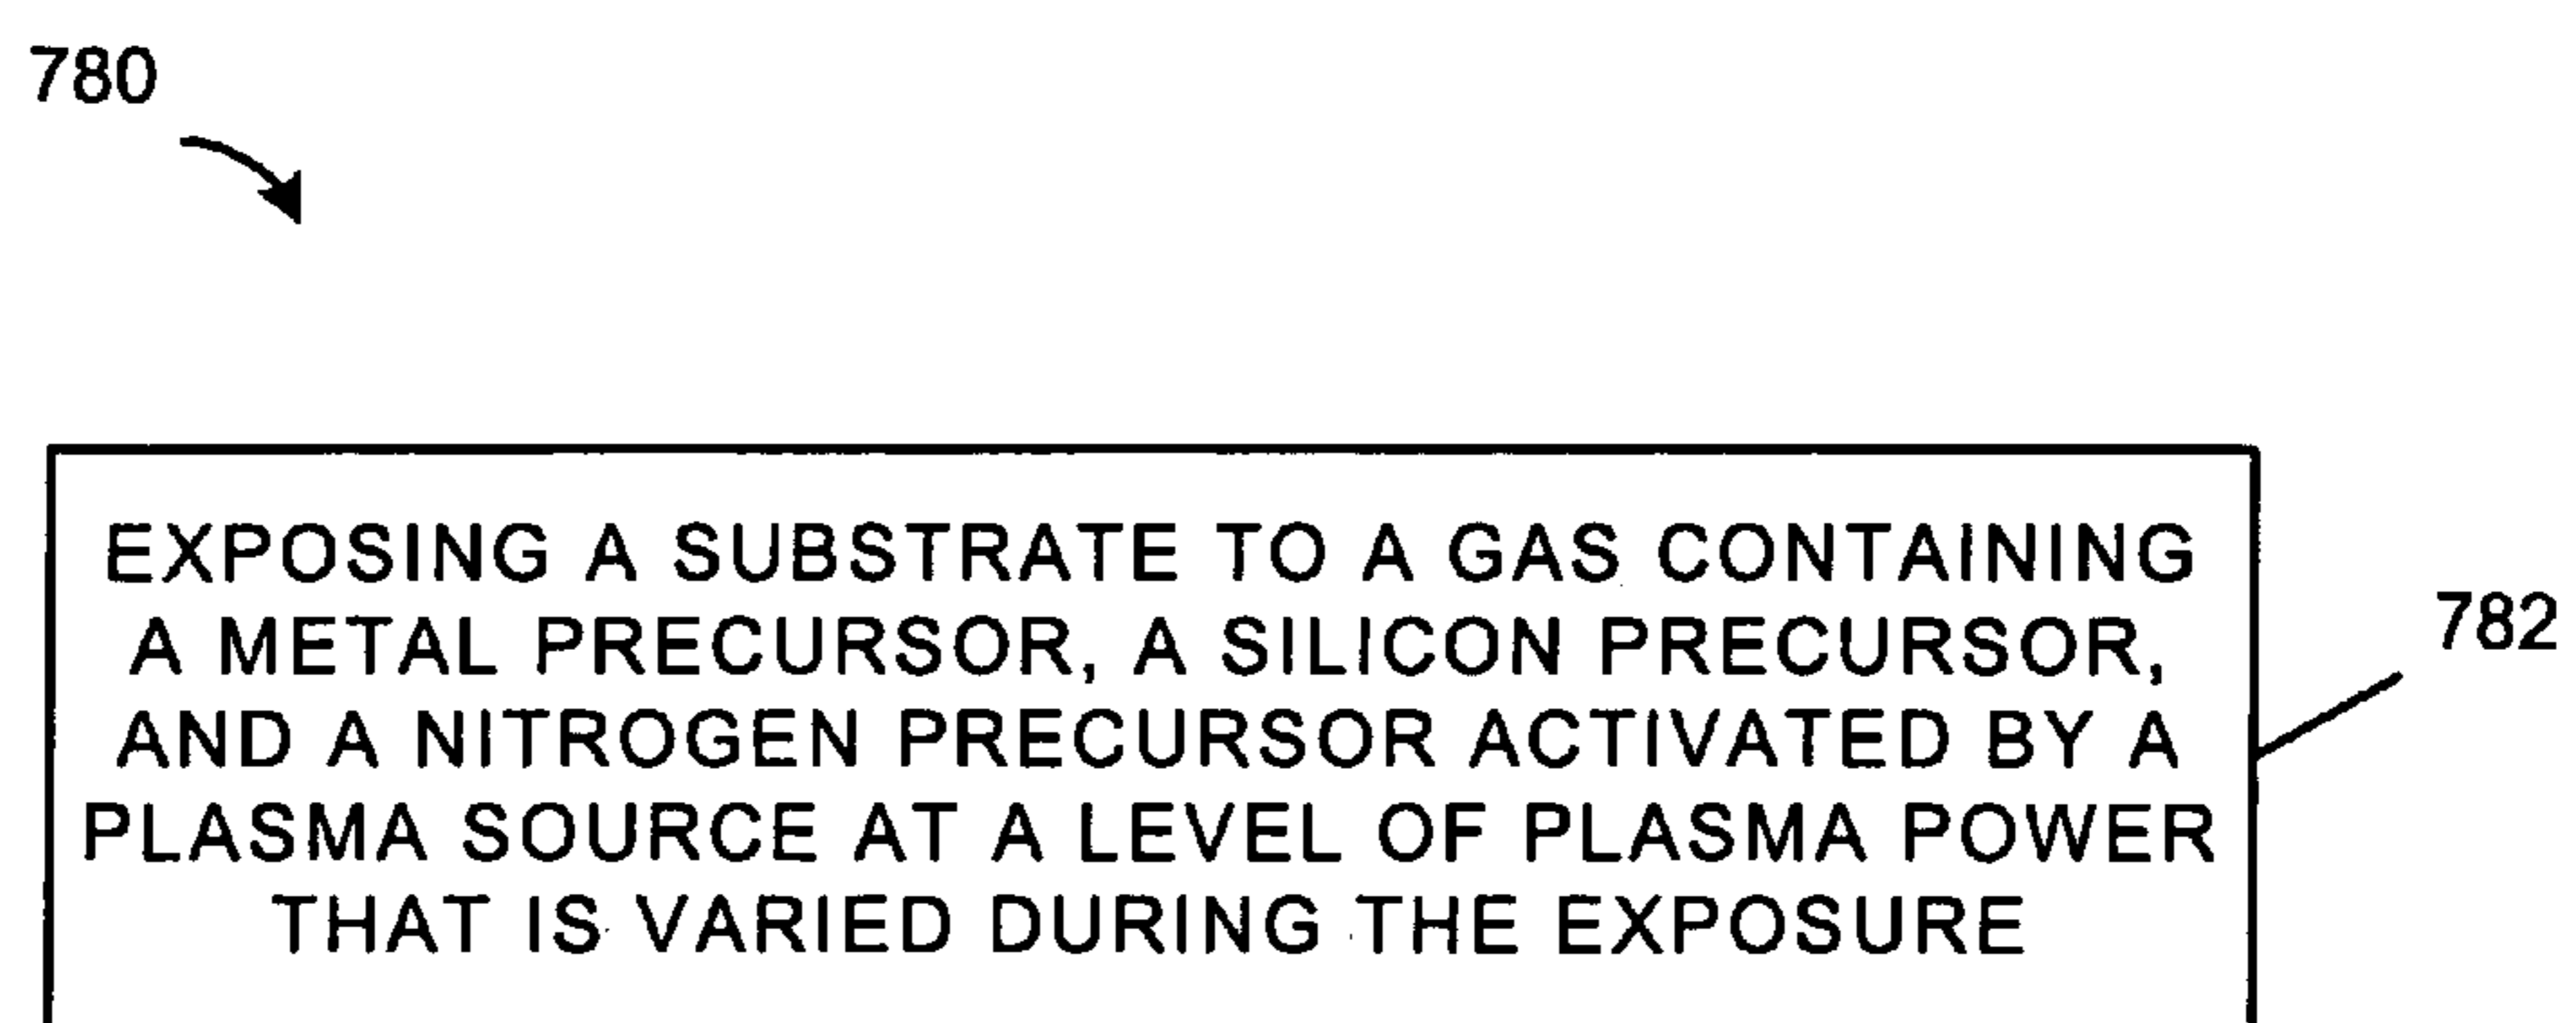 780
EXPOSING A SUBSTRATE TO A GAS CONTAINING
A METAL PRECURSOR, A SILICON PRECURSOR,
AND A NITROGEN PRECURSOR ACTIVATED BY A
PLASMA SOURCE AT A LEVEL OF PLASMA POWER
THAT IS VARIED DURING THE EXPOSURE
782